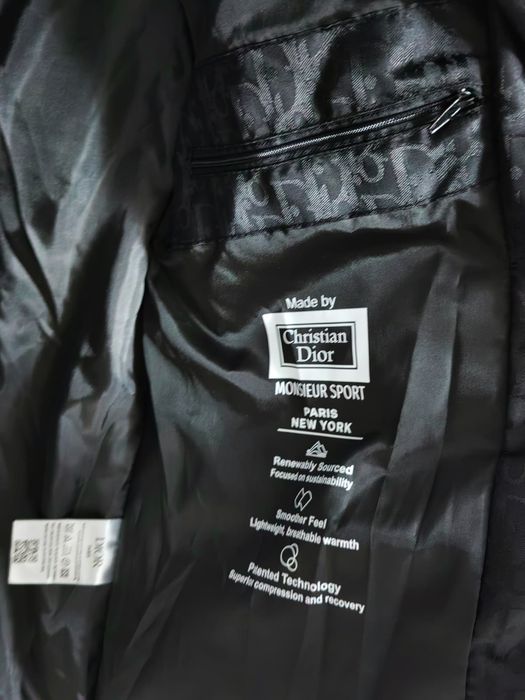 Made by
Christian
Dior
MONSIEUR SPORT
PARIS
NEW YORK
Renewably Sourced
Focused on sustainability
Smoother Feel
Lightweight, breathable warmth
Patented Technology
Superior compression and recovery